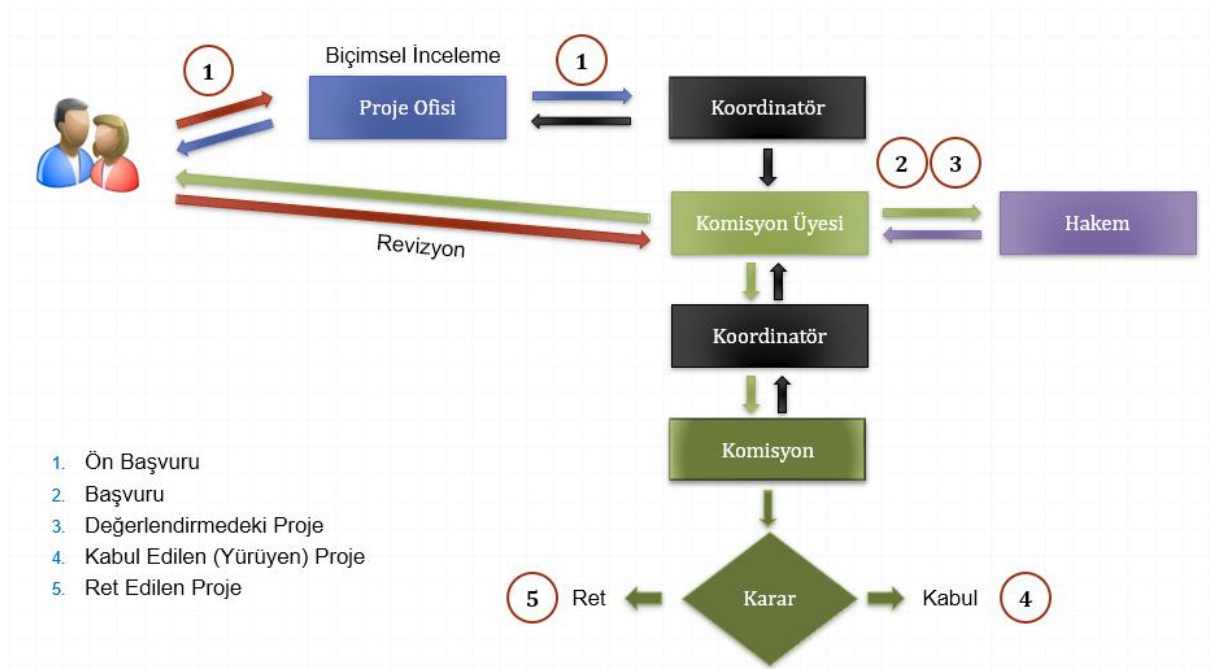 Biçimsel İnceleme
1
1
Proje Ofisi
Koordinatör
2
3
Komisyon Üyesi
Hakem
Revizyon
Koordinatör
Komisyon
1. Ön Başvuru
2. Başvuru
3. Değerlendirmedeki Proje
4. Kabul Edilen (Yürüyen) Proje
5. Ret Edilen Proje
5
Ret
Karar
Kabul
4